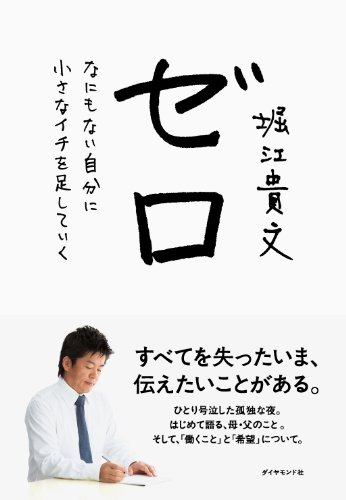 ゼロ
堀江貴文
なにもない自分に
小さなイチを足していく
すべてを失ったいま、
伝えたいことがある。
ひとり号泣した孤独な夜。
はじめて語る、母・父のこと。
そして、「働くこと」と「希望」について。
ダイヤモンド社